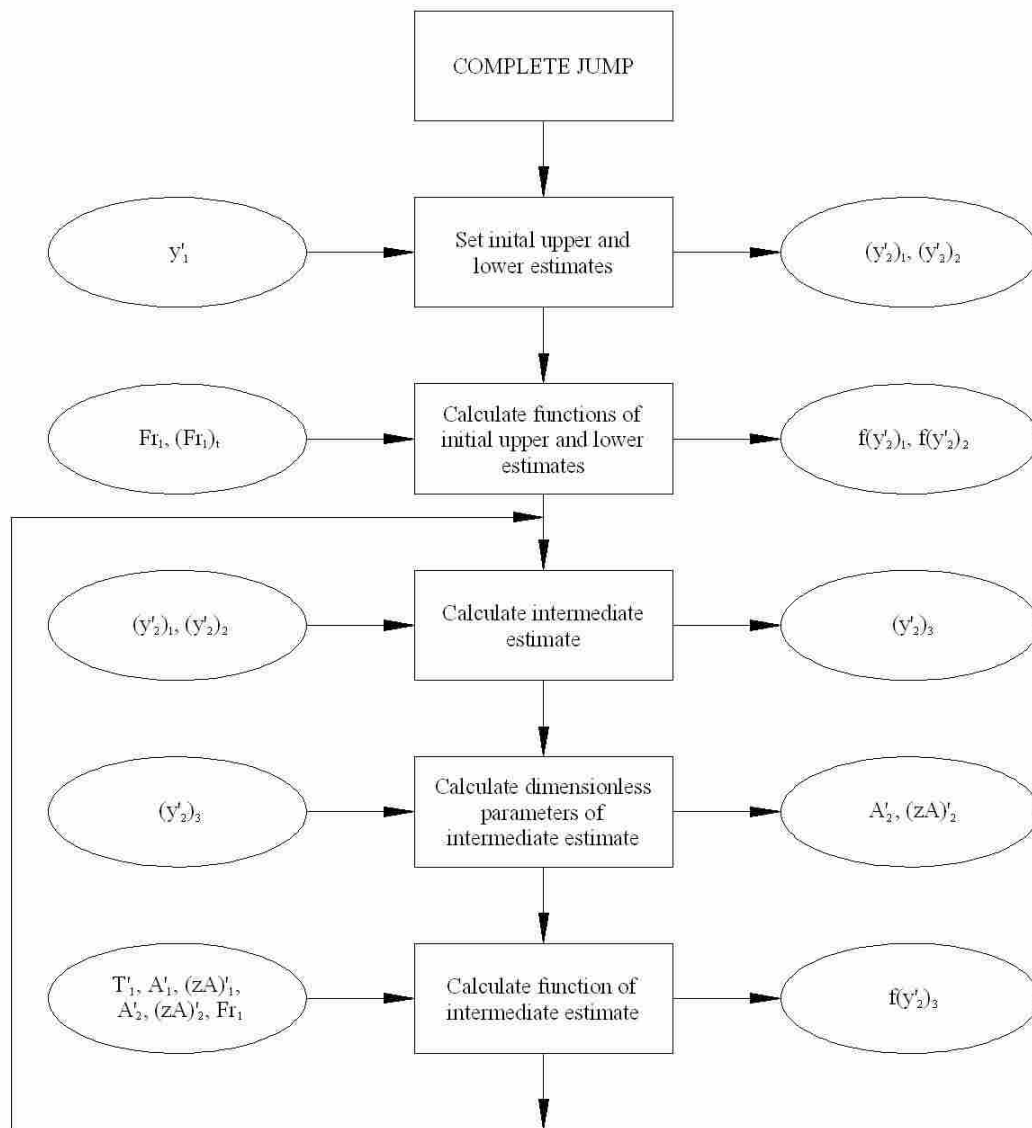 COMPLETE JUMP
y'₁
Set inital upper and
lower estimates
(y'₂)₁, (y'₂)₂
Fr₁, (Fr₁)ₜ
Calculate functions of
initial upper and lower
estimates
f(y'₂)₁, f(y'₂)₂
(y'₂)₁, (y'₂)₂
Calculate intermediate
estimate
(y'₂)₃
(y'₂)₃
Calculate dimensionless
parameters of
intermediate estimate
A'₂, (zA)'₂
T'₁, A'₁, (zA)'₁,
A'₂, (zA)'₂, Fr₁
Calculate function of
intermediate estimate
f(y'₂)₃